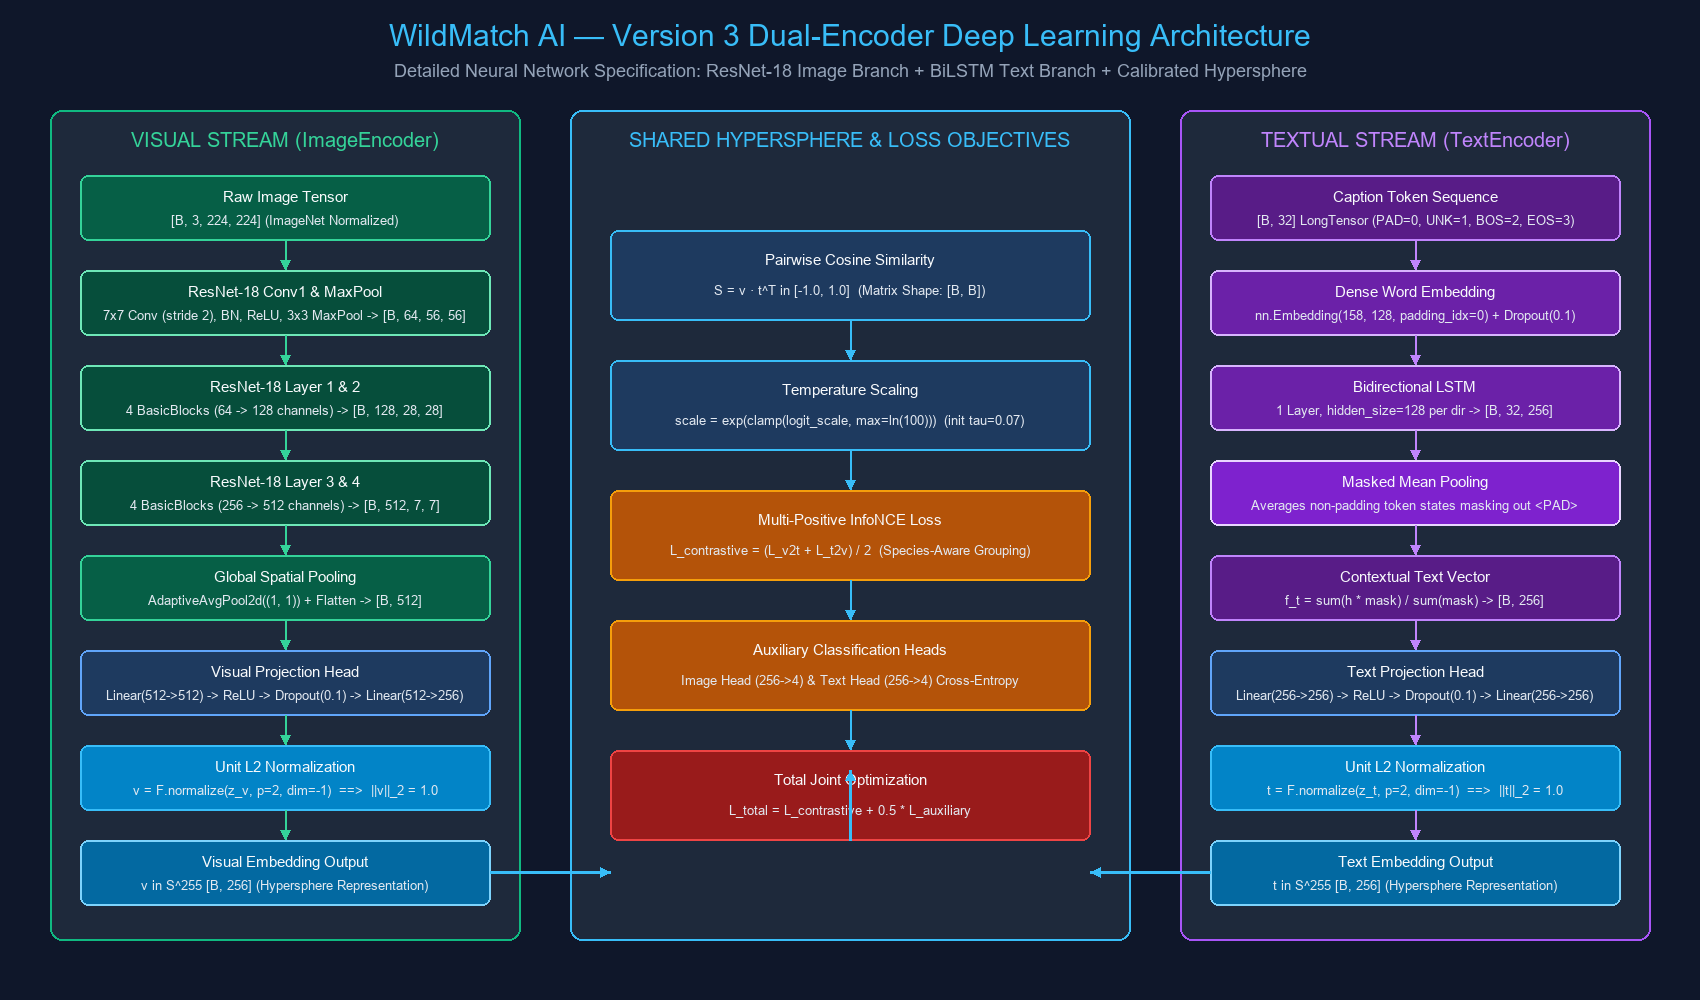 WildMatch AI — Version 3 Dual-Encoder Deep Learning Architecture
Detailed Neural Network Specification: ResNet-18 Image Branch + BiLSTM Text Branch + Calibrated Hypersphere
VISUAL STREAM (ImageEncoder)
Raw Image Tensor
[B, 3, 224, 224] (ImageNet Normalized)
ResNet-18 Conv1 & MaxPool
7x7 Conv (stride 2), BN, ReLU, 3x3 MaxPool -> [B, 64, 56, 56]
ResNet-18 Layer 1 & 2
4 BasicBlocks (64 -> 128 channels) -> [B, 128, 28, 28]
ResNet-18 Layer 3 & 4
4 BasicBlocks (256 -> 512 channels) -> [B, 512, 7, 7]
Global Spatial Pooling
AdaptiveAvgPool2d((1, 1)) + Flatten -> [B, 512]
Visual Projection Head
Linear(512->512) -> ReLU -> Dropout(0.1) -> Linear(512->256)
Unit L2 Normalization
v = F.normalize(z_v, p=2, dim=-1) ==> ||v||_2 = 1.0
Visual Embedding Output
v in S^255 [B, 256] (Hypersphere Representation)
SHARED HYPERSPHERE & LOSS OBJECTIVES
Pairwise Cosine Similarity
S = v · t^T in [-1.0, 1.0] (Matrix Shape: [B, B])
Temperature Scaling
scale = exp(clamp(logit_scale, max=ln(100))) (init tau=0.07)
Multi-Positive InfoNCE Loss
L_contrastive = (L_v2t + L_t2v) / 2 (Species-Aware Grouping)
Auxiliary Classification Heads
Image Head (256->4) & Text Head (256->4) Cross-Entropy
Total Joint Optimization
L_total = L_contrastive + 0.5 * L_auxiliary
TEXTUAL STREAM (TextEncoder)
Caption Token Sequence
[B, 32] LongTensor (PAD=0, UNK=1, BOS=2, EOS=3)
Dense Word Embedding
nn.Embedding(158, 128, padding_idx=0) + Dropout(0.1)
Bidirectional LSTM
1 Layer, hidden_size=128 per dir -> [B, 32, 256]
Masked Mean Pooling
Averages non-padding token states masking out <PAD>
Contextual Text Vector
f_t = sum(h * mask) / sum(mask) -> [B, 256]
Text Projection Head
Linear(256->256) -> ReLU -> Dropout(0.1) -> Linear(256->256)
Unit L2 Normalization
t = F.normalize(z_t, p=2, dim=-1) ==> ||t||_2 = 1.0
Text Embedding Output
t in S^255 [B, 256] (Hypersphere Representation)